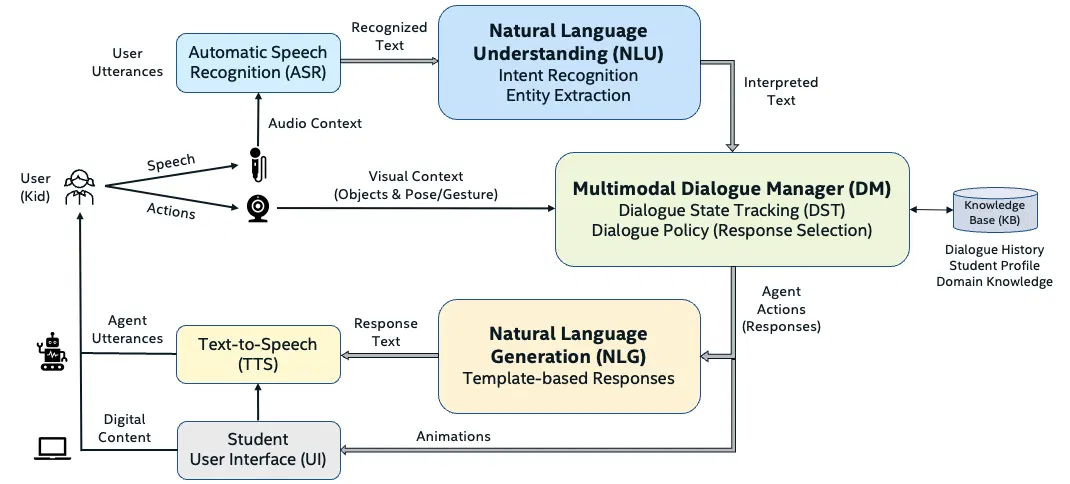 User
Utterances
Automatic Speech
Recognition (ASR)
Recognized
Text
Natural Language
Understanding (NLU)
Intent Recognition
Entity Extraction
Interpreted
Text
Audio Context
User
(Kid)
Speech
Actions
Visual Context
(Objects & Pose/Gesture)
Multimodal Dialogue Manager (DM)
Dialogue State Tracking (DST)
Dialogue Policy (Response Selection)
Knowledge
Base (KB)
Dialogue History
Student Profile
Domain Knowledge
Agent
Actions
(Responses)
Agent
Utterances
Text-to-Speech
(TTS)
Response
Text
Natural Language
Generation (NLG)
Template-based Responses
Digital
Content
Student
User Interface (UI)
Animations